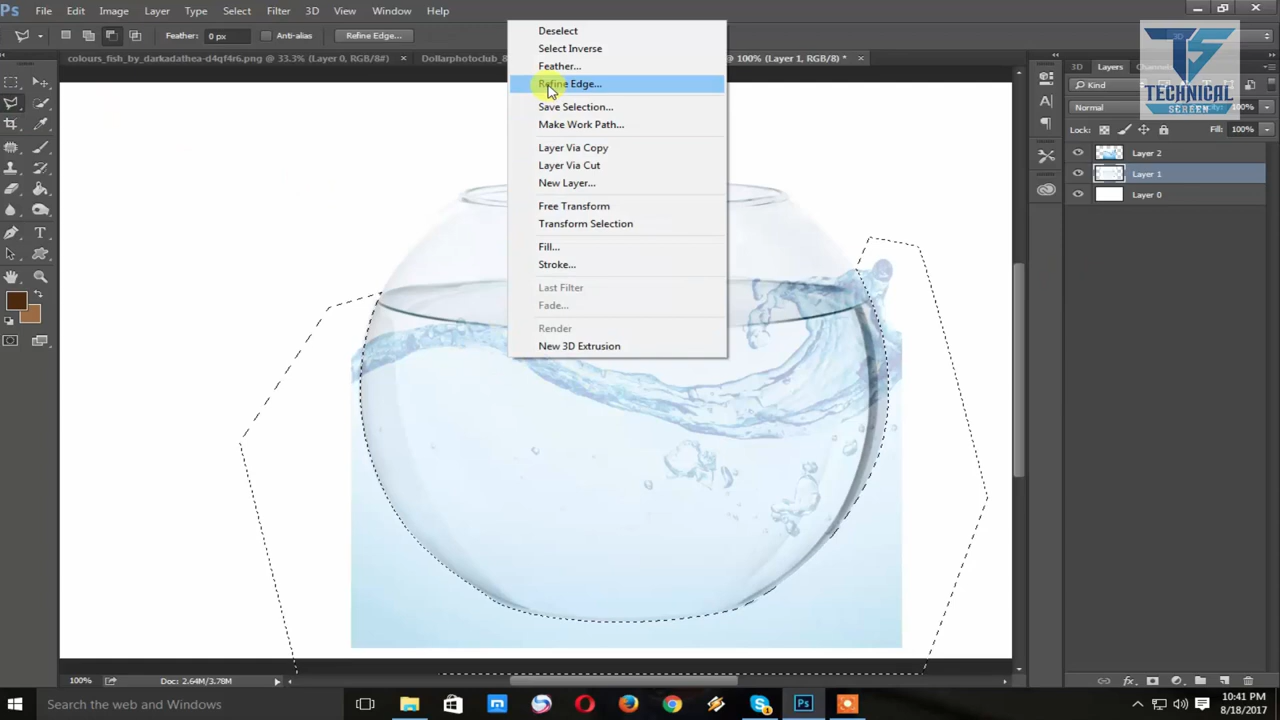 Ps File Edit Image Layer Type Select Filter 3D View Window Help
Feather: 0 px Anti-alias Refine Edge...
colours_fish_by_darkadathea-d4qf4r6.png @ 33.3% (Layer 0, RGB/8#) Dollarphotoclub_8 @ 100% (Layer 1, RGB/8) *
Deselect
Select Inverse
Feather...
Refine Edge...
Save Selection...
Make Work Path...
Layer Via Copy
Layer Via Cut
New Layer...
Free Transform
Transform Selection
Fill...
Stroke...
Last Filter
Fade...
Render
New 3D Extrusion
3D Layers
Kind
Normal 100%
Lock: Fill: 100%
Layer 2
Layer 1
Layer 0
TS
TECHNICAL
SCREEN
100% Doc: 2.64M/3.78M
Search the web and Windows
10:41 PM
8/18/2017